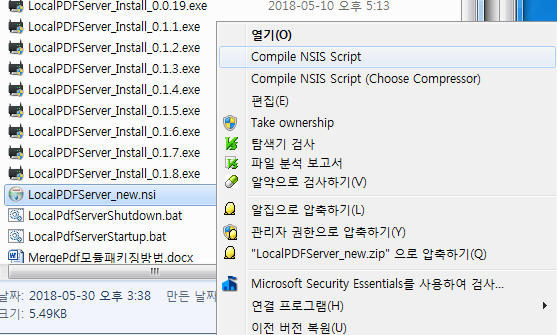 LocalPDFServer_Install_0.0.19.exe 2018-05-10 오후 5:13
LocalPDFServer_Install_0.1.0.exe
LocalPDFServer_Install_0.1.1.exe
LocalPDFServer_Install_0.1.2.exe
LocalPDFServer_Install_0.1.3.exe
LocalPDFServer_Install_0.1.4.exe
LocalPDFServer_Install_0.1.5.exe
LocalPDFServer_Install_0.1.6.exe
LocalPDFServer_Install_0.1.7.exe
LocalPDFServer_Install_0.1.8.exe
LocalPDFServer_new.nsi
LocalPdfServerShutdown.bat
LocalPdfServerStartup.bat
MergePdf모듈패키징방법.docx
날짜: 2018-05-30 오후 3:38 만든 날짜
크기: 5.49KB
열기(O)
Compile NSIS Script
Compile NSIS Script (Choose Compressor)
편집(E)
Take ownership
탐색기 검사
파일 분석 보고서
알약으로 검사하기(V)
알집으로 압축하기(L)
관리자 권한으로 압축하기(Y)
"LocalPDFServer_new.zip" 으로 압축하기(Q)
Microsoft Security Essentials를 사용하여 검사...
연결 프로그램(H)
이전 버전 복원(U)